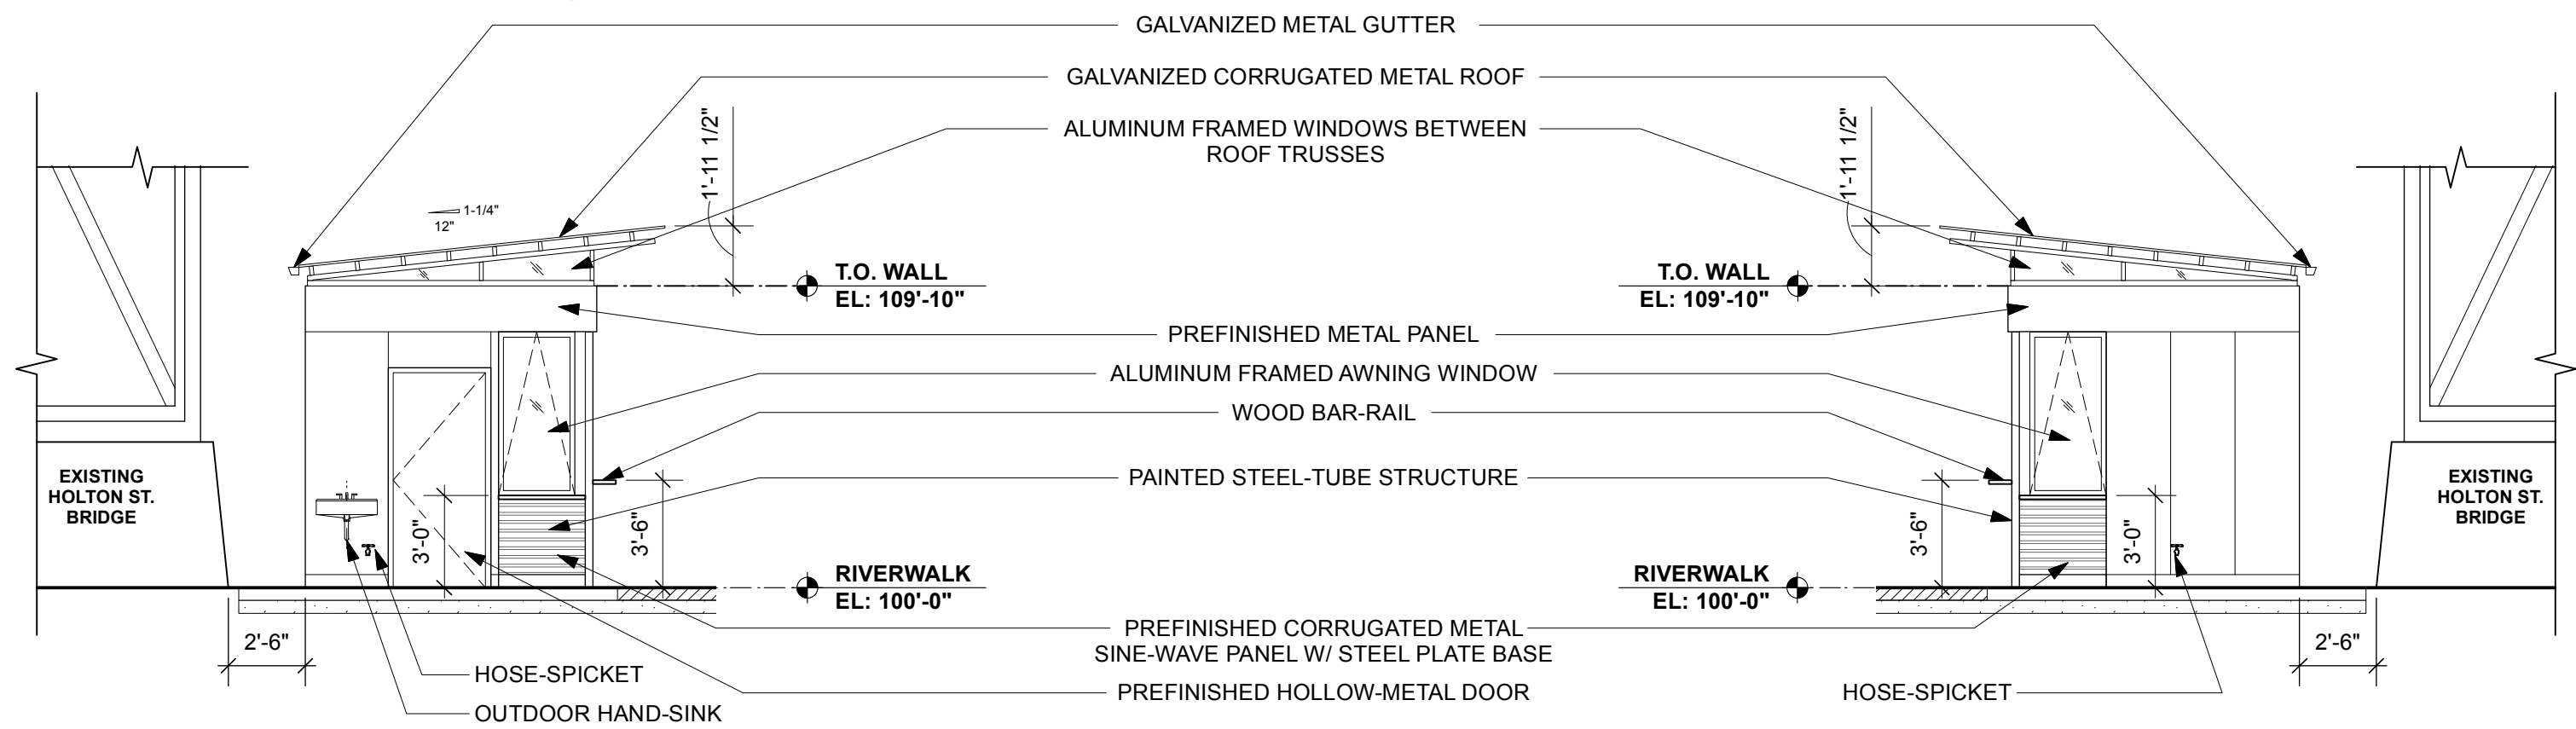 GALVANIZED METAL GUTTER
GALVANIZED CORRUGATED METAL ROOF
ALUMINUM FRAMED WINDOWS BETWEEN
ROOF TRUSSES
1'-11 1/2"
1'-11 1/2"
1-1/4"
12"
T.O. WALL
EL: 109'-10"
T.O. WALL
EL: 109'-10"
PREFINISHED METAL PANEL
ALUMINUM FRAMED AWNING WINDOW
WOOD BAR-RAIL
PAINTED STEEL-TUBE STRUCTURE
EXISTING
HOLTON ST.
BRIDGE
EXISTING
HOLTON ST.
BRIDGE
3'-0"
3'-6"
3'-6"
3'-0"
RIVERWALK
EL: 100'-0"
RIVERWALK
EL: 100'-0"
PREFINISHED CORRUGATED METAL
SINE-WAVE PANEL W/ STEEL PLATE BASE
2'-6"
2'-6"
HOSE-SPICKET
PREFINISHED HOLLOW-METAL DOOR
HOSE-SPICKET
OUTDOOR HAND-SINK